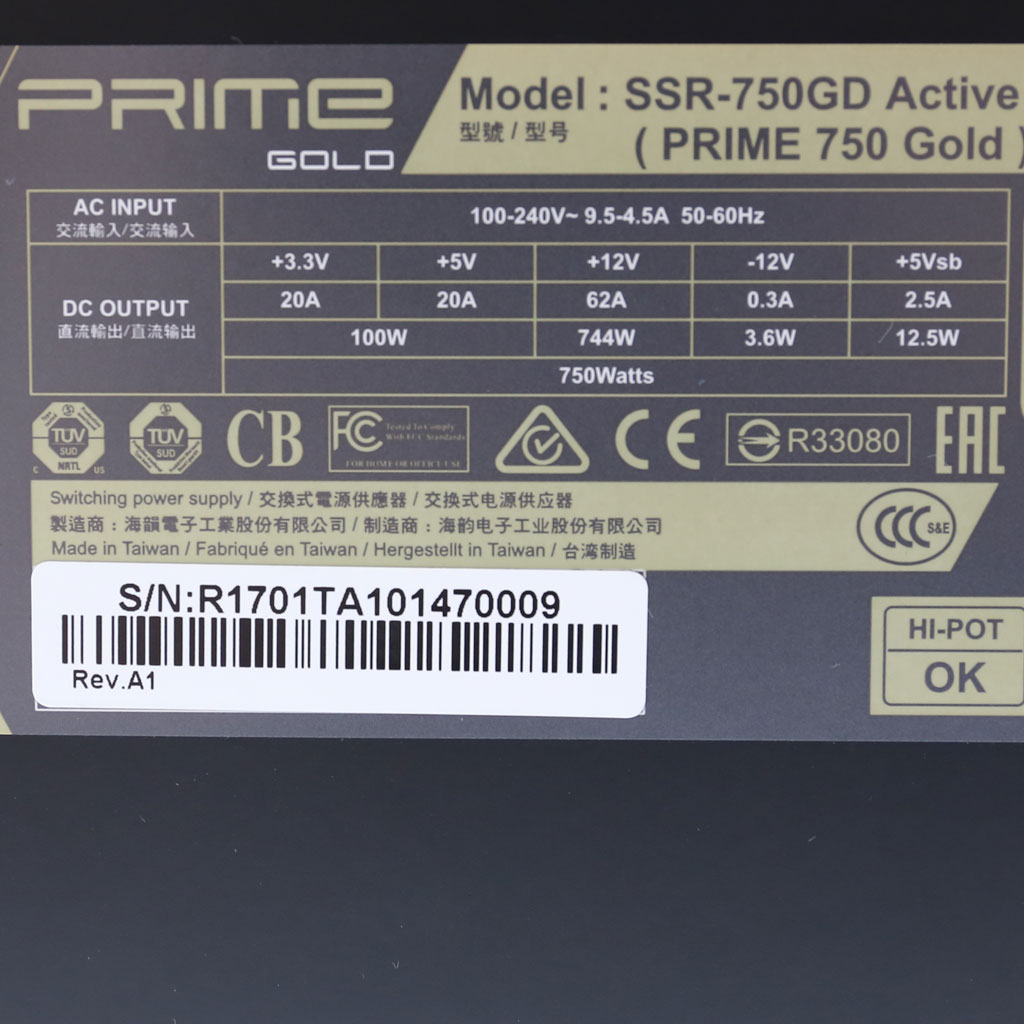 PRIME
GOLD
Model : SSR-750GD Active
型號 / 型号
( PRIME 750 Gold )
AC INPUT
交流輸入/交流输入
100-240V~ 9.5-4.5A 50-60Hz
DC OUTPUT
直流輸出/直流输出
+3.3V +5V +12V -12V +5Vsb
20A 20A 62A 0.3A 2.5A
100W 744W 3.6W 12.5W
750Watts
TUV SUD NRTL C US
TUV SUD
CB
FC Tested To Comply
With FCC Standards
FOR HOME OR OFFICE USE
CE
R33080
EAC
Switching power supply / 交換式電源供應器 / 交换式电源供应器
製造商 : 海韻電子工業股份有限公司 / 制造商 : 海韵电子工业股份有限公司
Made in Taiwan / Fabriqué en Taiwan / Hergestellt in Taiwan / 台湾制造
CCC S&E
S/N:R1701TA101470009
Rev.A1
HI-POT
OK